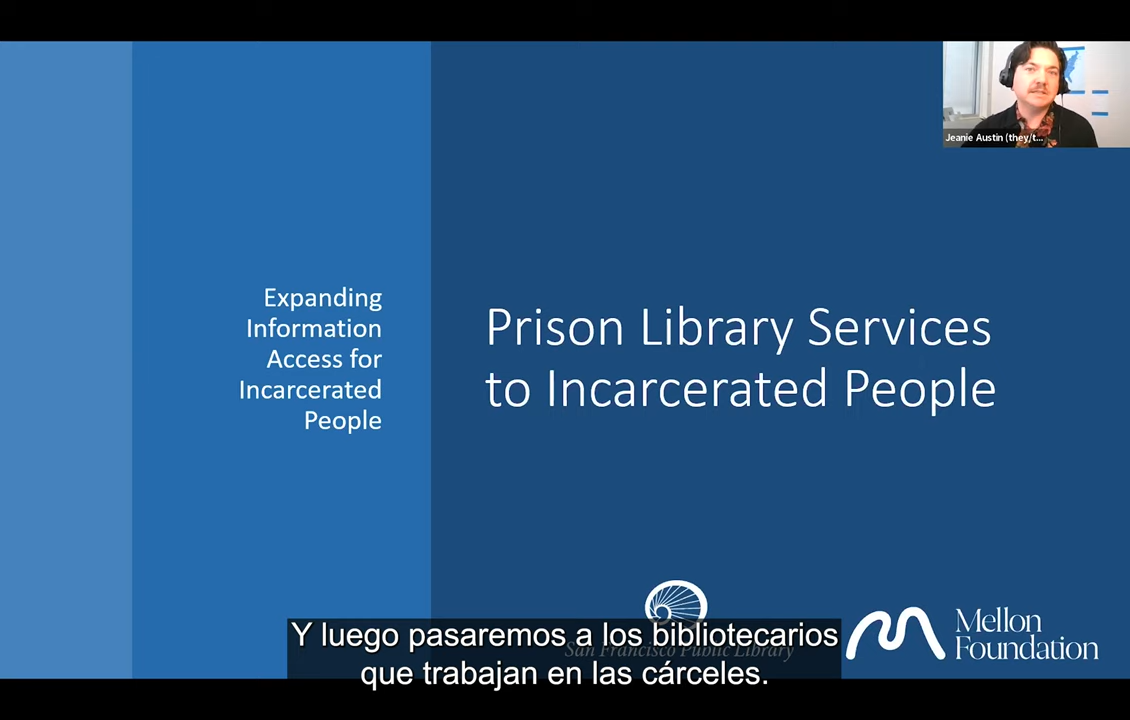 Jeanie Austin (they/t...
Expanding
Information
Access for
Incarcerated
People
Prison Library Services
to Incarcerated People
San Francisco Public Library
Mellon
Foundation
Y luego pasaremos a los bibliotecarios
que trabajan en las cárceles.